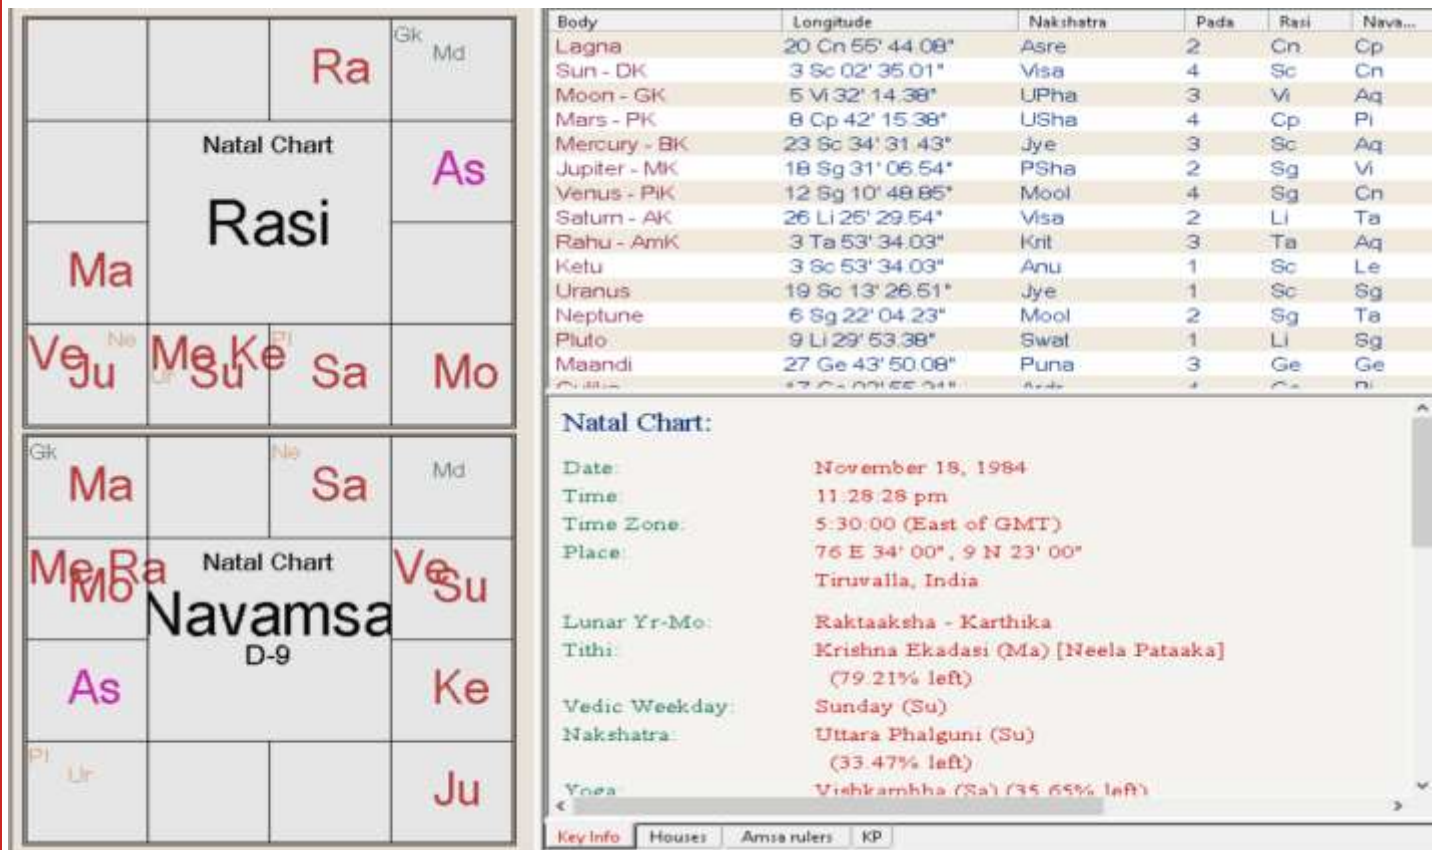 Gk
Md
Ra
Natal Chart
As
Rasi
Ma
Ve Ne Me Ke Pl
Ju Ur Su Sa Mo
Gk
Ma
Ne
Sa
Md
Me Ra
Mo
Natal Chart
Ve
Su
Navamsa
D-9
As
Ke
Pl
Ur
Ju
Body Longitude Nakshatra Pada Rasi Nava...
Lagna 20 Cn 55' 44.08" Asre 2 Cn Cp
Sun - DK 3 Sc 02' 35.01" Visa 4 Sc Cn
Moon - GK 5 Vi 32' 14.38" UPha 3 Vi Aq
Mars - PK 8 Cp 42' 15.38" USha 4 Cp Pi
Mercury - BK 23 Sc 34' 31.43" Jye 3 Sc Aq
Jupiter - MK 18 Sg 31' 06.54" PSha 2 Sg Vi
Venus - PiK 12 Sg 10' 48.85" Mool 4 Sg Cn
Saturn - AK 26 Li 25' 29.54" Visa 2 Li Ta
Rahu - AmK 3 Ta 53' 34.03" Krit 3 Ta Aq
Ketu 3 Sc 53' 34.03" Anu 1 Sc Le
Uranus 19 Sc 13' 26.51" Jye 1 Sc Sg
Neptune 6 Sg 22' 04.23" Mool 2 Sg Ta
Pluto 9 Li 29' 53.38" Swat 1 Li Sg
Maandi 27 Ge 43' 50.08" Puna 3 Ge Ge
Natal Chart:
Date: November 18, 1984
Time: 11:28:28 pm
Time Zone: 5:30:00 (East of GMT)
Place: 76 E 34' 00", 9 N 23' 00"
Tiruvalla, India
Lunar Yr-Mo: Raktaaksha - Karthika
Tithi: Krishna Ekadasi (Ma) [Neela Pataaka]
(79.21% left)
Vedic Weekday: Sunday (Su)
Nakshatra: Uttara Phalguni (Su)
(33.47% left)
Yoga: Vishkambha (Sa) (35.65% left)
Key Info Houses Amsa rulers KP